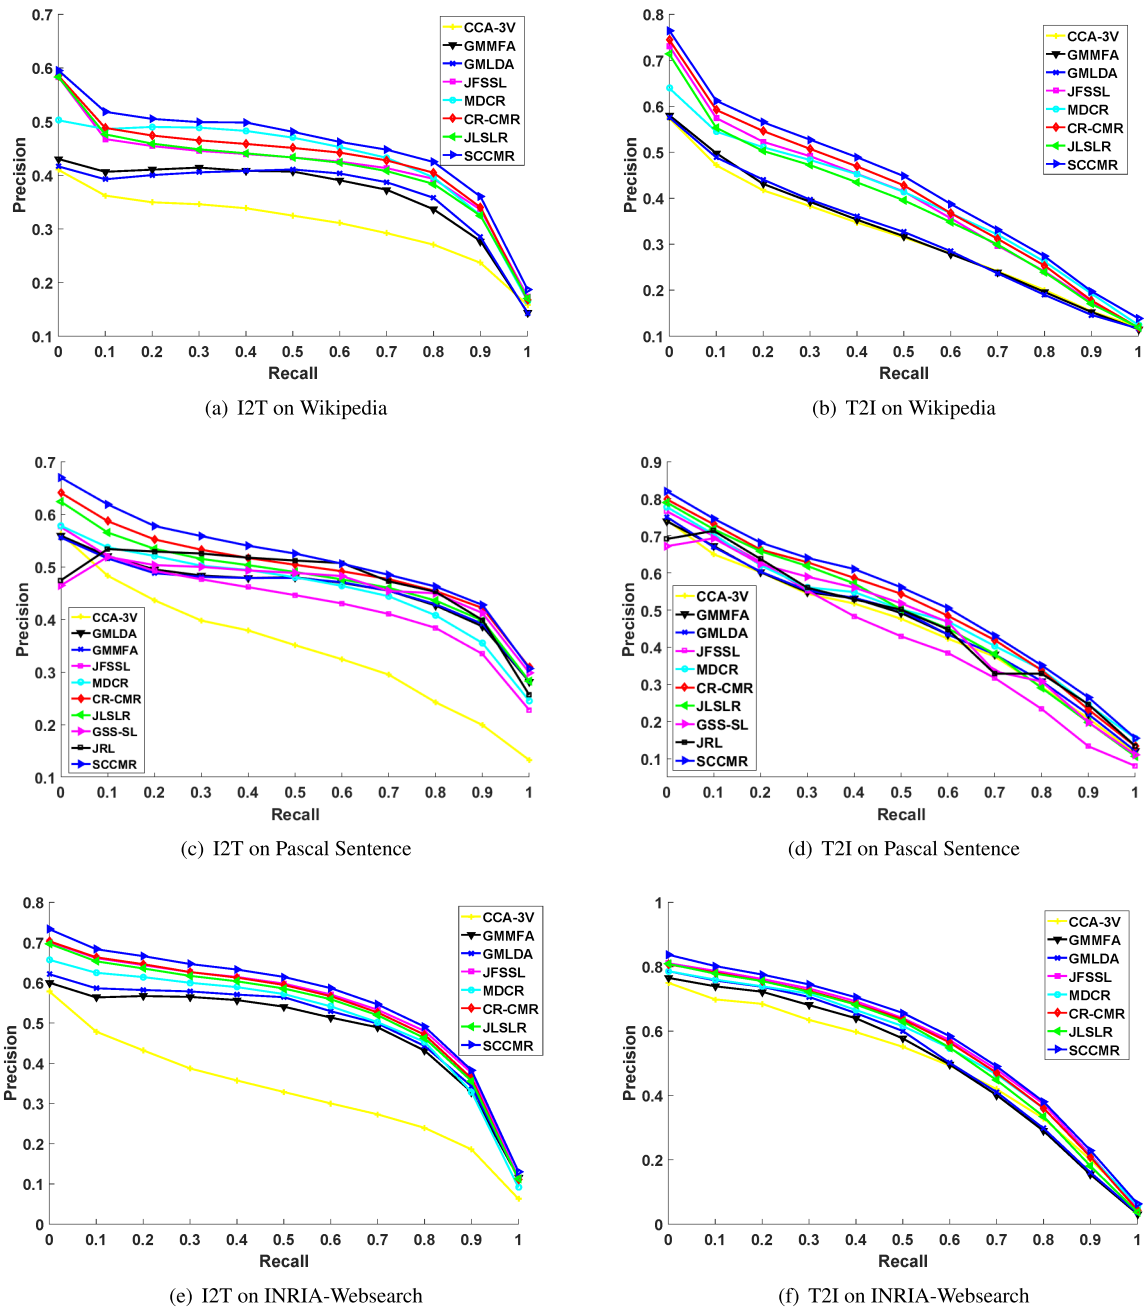 0.7
0.6
0.5
0.4
0.3
0.2
0.1
Precision
0 0.1 0.2 0.3 0.4 0.5 0.6 0.7 0.8 0.9 1
Recall
CCA-3V
GMMFA
GMLDA
JFSSL
MDCR
CR-CMR
JLSLR
SCCMR
(a) I2T on Wikipedia
0.8
0.7
0.6
0.5
0.4
0.3
0.2
0.1
Precision
0 0.1 0.2 0.3 0.4 0.5 0.6 0.7 0.8 0.9 1
Recall
CCA-3V
GMMFA
GMLDA
JFSSL
MDCR
CR-CMR
JLSLR
SCCMR
(b) T2I on Wikipedia
0.7
0.6
0.5
0.4
0.3
0.2
0.1
Precision
0 0.1 0.2 0.3 0.4 0.5 0.6 0.7 0.8 0.9 1
Recall
CCA-3V
GMLDA
GMMFA
JFSSL
MDCR
CR-CMR
JLSLR
GSS-SL
JRL
SCCMR
(c) I2T on Pascal Sentence
0.9
0.8
0.7
0.6
0.5
0.4
0.3
0.2
0.1
Precision
0 0.1 0.2 0.3 0.4 0.5 0.6 0.7 0.8 0.9 1
Recall
CCA-3V
GMMFA
GMLDA
JFSSL
MDCR
CR-CMR
JLSLR
GSS-SL
JRL
SCCMR
(d) T2I on Pascal Sentence
0.8
0.7
0.6
0.5
0.4
0.3
0.2
0.1
0
Precision
0 0.1 0.2 0.3 0.4 0.5 0.6 0.7 0.8 0.9 1
Recall
CCA-3V
GMMFA
GMLDA
JFSSL
MDCR
CR-CMR
JLSLR
SCCMR
(e) I2T on INRIA-Websearch
1
0.8
0.6
0.4
0.2
0
Precision
0 0.1 0.2 0.3 0.4 0.5 0.6 0.7 0.8 0.9 1
Recall
CCA-3V
GMMFA
GMLDA
JFSSL
MDCR
CR-CMR
JLSLR
SCCMR
(f) T2I on INRIA-Websearch